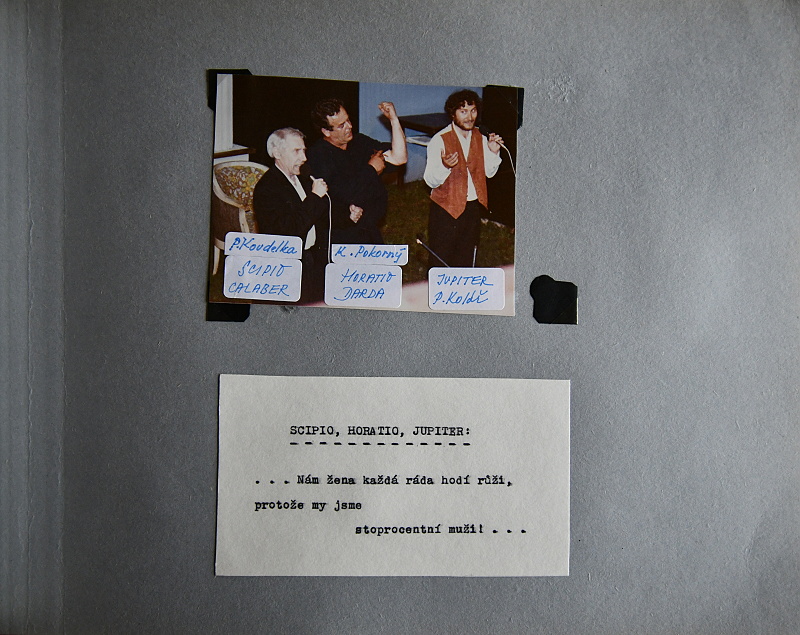 P. Koudelka
SCIPIO
CALABER
K. Pokorný
HORATIO
DARDA
JUPITER
P. Kolář
SCIPIO, HORATIO, JUPITER:
. . . Nám žena každá ráda hodí růži,
protože my jsme
stoprocentní muži! . . .